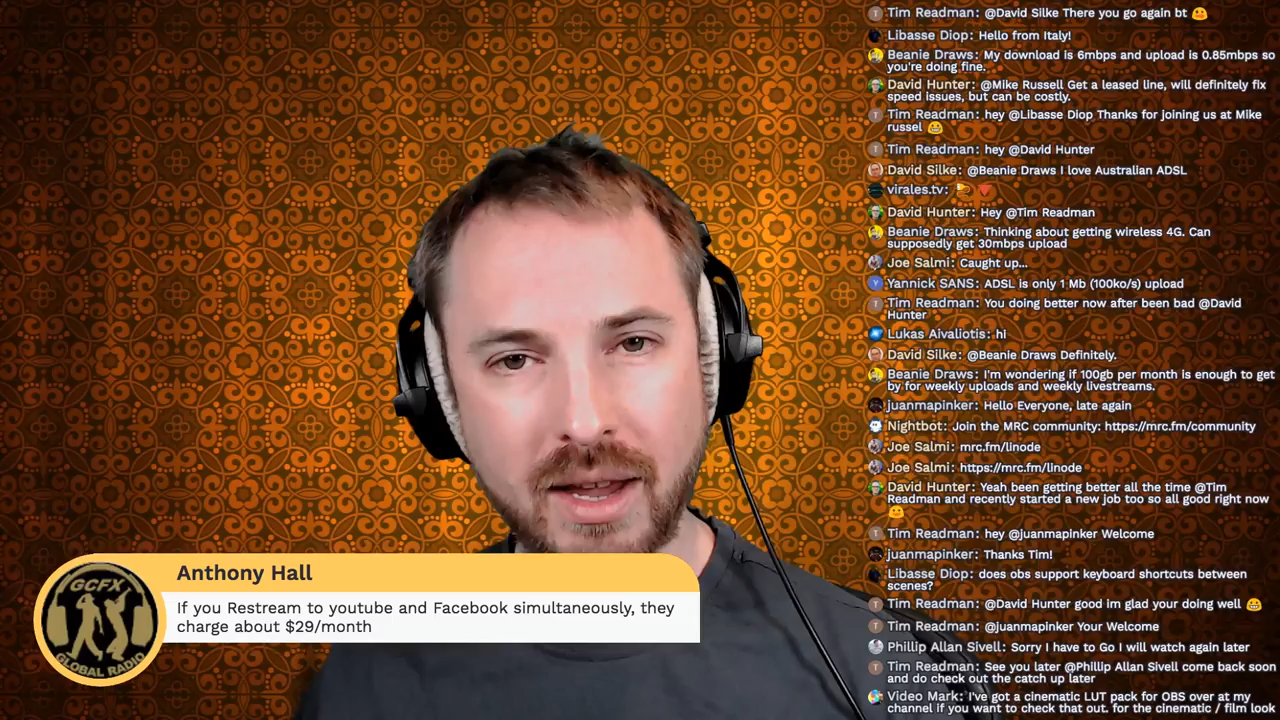 Tim Readman: @David Silke There you go again bt
Libasse Diop: Hello from Italy!
Beanie Draws: My download is 6mbps and upload is 0.85mbps so
you're doing fine.
David Hunter: @Mike Russell Get a leased line, will definitely fix
speed issues, but can be costly.
Tim Readman: hey @Libasse Diop Thanks for joining us at Mike
russel
Tim Readman: hey @David Hunter
David Silke: @Beanie Draws I love Australian ADSL
virales.tv:
David Hunter: Hey @Tim Readman
Beanie Draws: Thinking about getting wireless 4G. Can
supposedly get 30mbps upload
Joe Salmi: Caught up...
Yannick SANS: ADSL is only 1 Mb (100ko/s) upload
Tim Readman: You doing better now after been bad @David
Hunter
Lukas Aivaliotis: hi
David Silke: @Beanie Draws Definitely.
Beanie Draws: I'm wondering if 100gb per month is enough to get
by for weekly uploads and weekly livestreams.
juanmapinker: Hello Everyone, late again
Nightbot: Join the MRC community: https://mrc.fm/community
Joe Salmi: mrc.fm/linode
Joe Salmi: https://mrc.fm/linode
David Hunter: Yeah been getting better all the time @Tim
Readman and recently started a new job too so all good right now
Tim Readman: hey @juanmapinker Welcome
juanmapinker: Thanks Tim!
Libasse Diop: does obs support keyboard shortcuts between
scenes?
Tim Readman: @David Hunter good im glad your doing well
Tim Readman: @juanmapinker Your Welcome
Phillip Allan Sivell: Sorry I have to Go I will watch again later
Tim Readman: See you later @Phillip Allan Sivell come back soon
and do check out the catch up later
Video Mark: I've got a cinematic LUT pack for OBS over at my
channel if you want to check that out. for the cinematic / film look
GCFX
GLOBAL RADIO
Anthony Hall
If you Restream to youtube and Facebook simultaneously, they
charge about $29/month